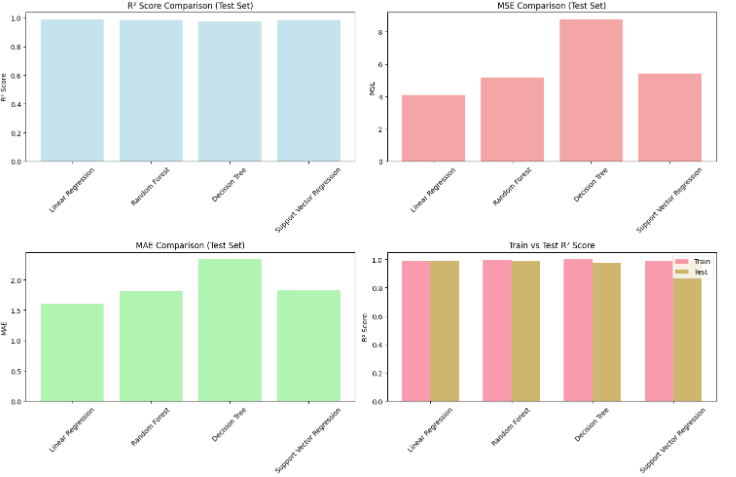 R² Score Comparison (Test Set)
R² Score
1.0
0.8
0.6
0.4
0.2
0.0
Linear Regression
Random Forest
Decision Tree
Support Vector Regression
MSE Comparison (Test Set)
MSE
8
6
4
2
0
Linear Regression
Random Forest
Decision Tree
Support Vector Regression
MAE Comparison (Test Set)
MAE
2.0
1.5
1.0
0.5
0.0
Linear Regression
Random Forest
Decision Tree
Support Vector Regression
Train vs Test R² Score
R² Score
1.0
0.8
0.6
0.4
0.2
0.0
Train
Test
Linear Regression
Random Forest
Decision Tree
Support Vector Regression